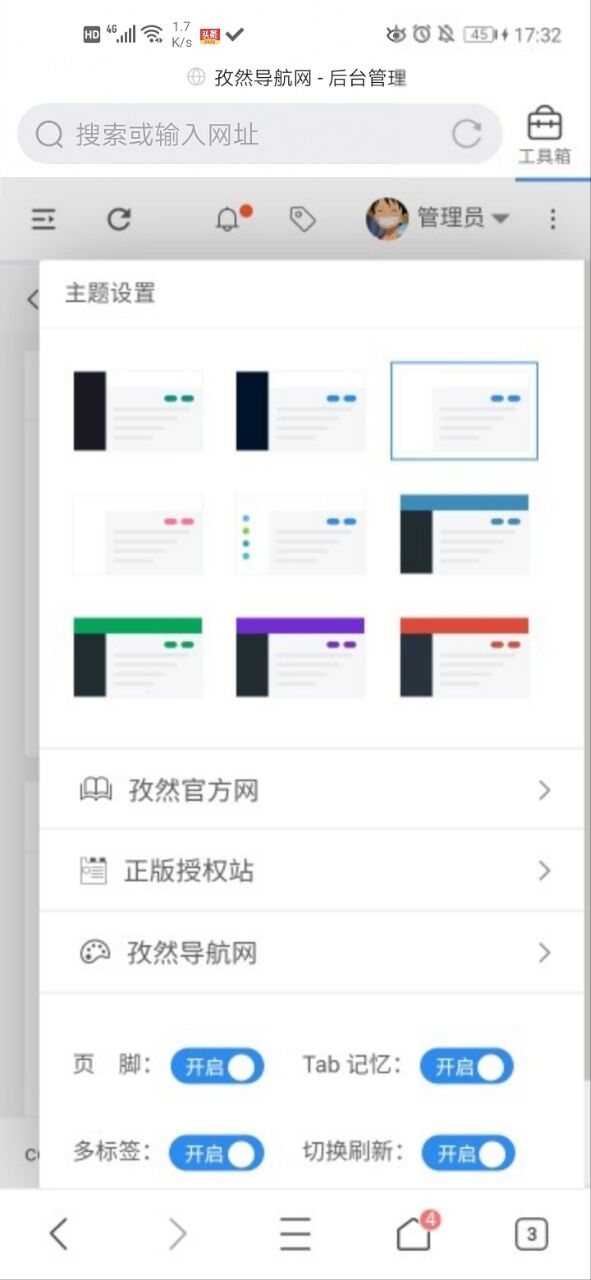 HD 4G 1.7 K/s 头条 45 17:32
孜然导航网 - 后台管理
搜索或输入网址
工具箱
管理员
主题设置
孜然官方网
正版授权站
孜然导航网
页 脚： 开启 Tab 记忆： 开启
多标签： 开启 切换刷新： 开启
4
3